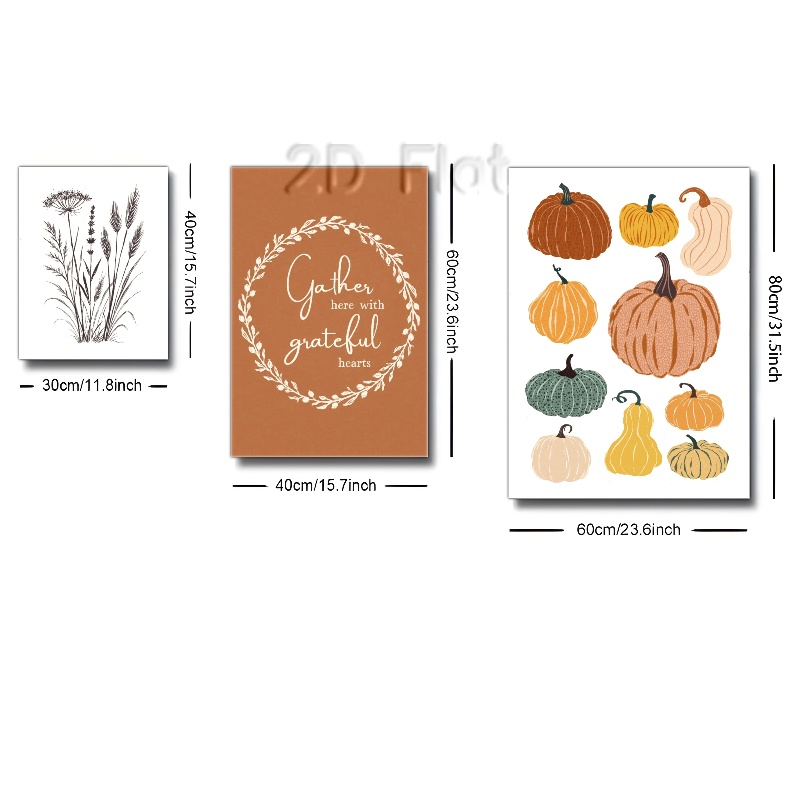 2D Flat
40cm/15.7inch
30cm/11.8inch
Gather
here with
grateful
hearts
60cm/23.6inch
40cm/15.7inch
80cm/31.5inch
60cm/23.6inch